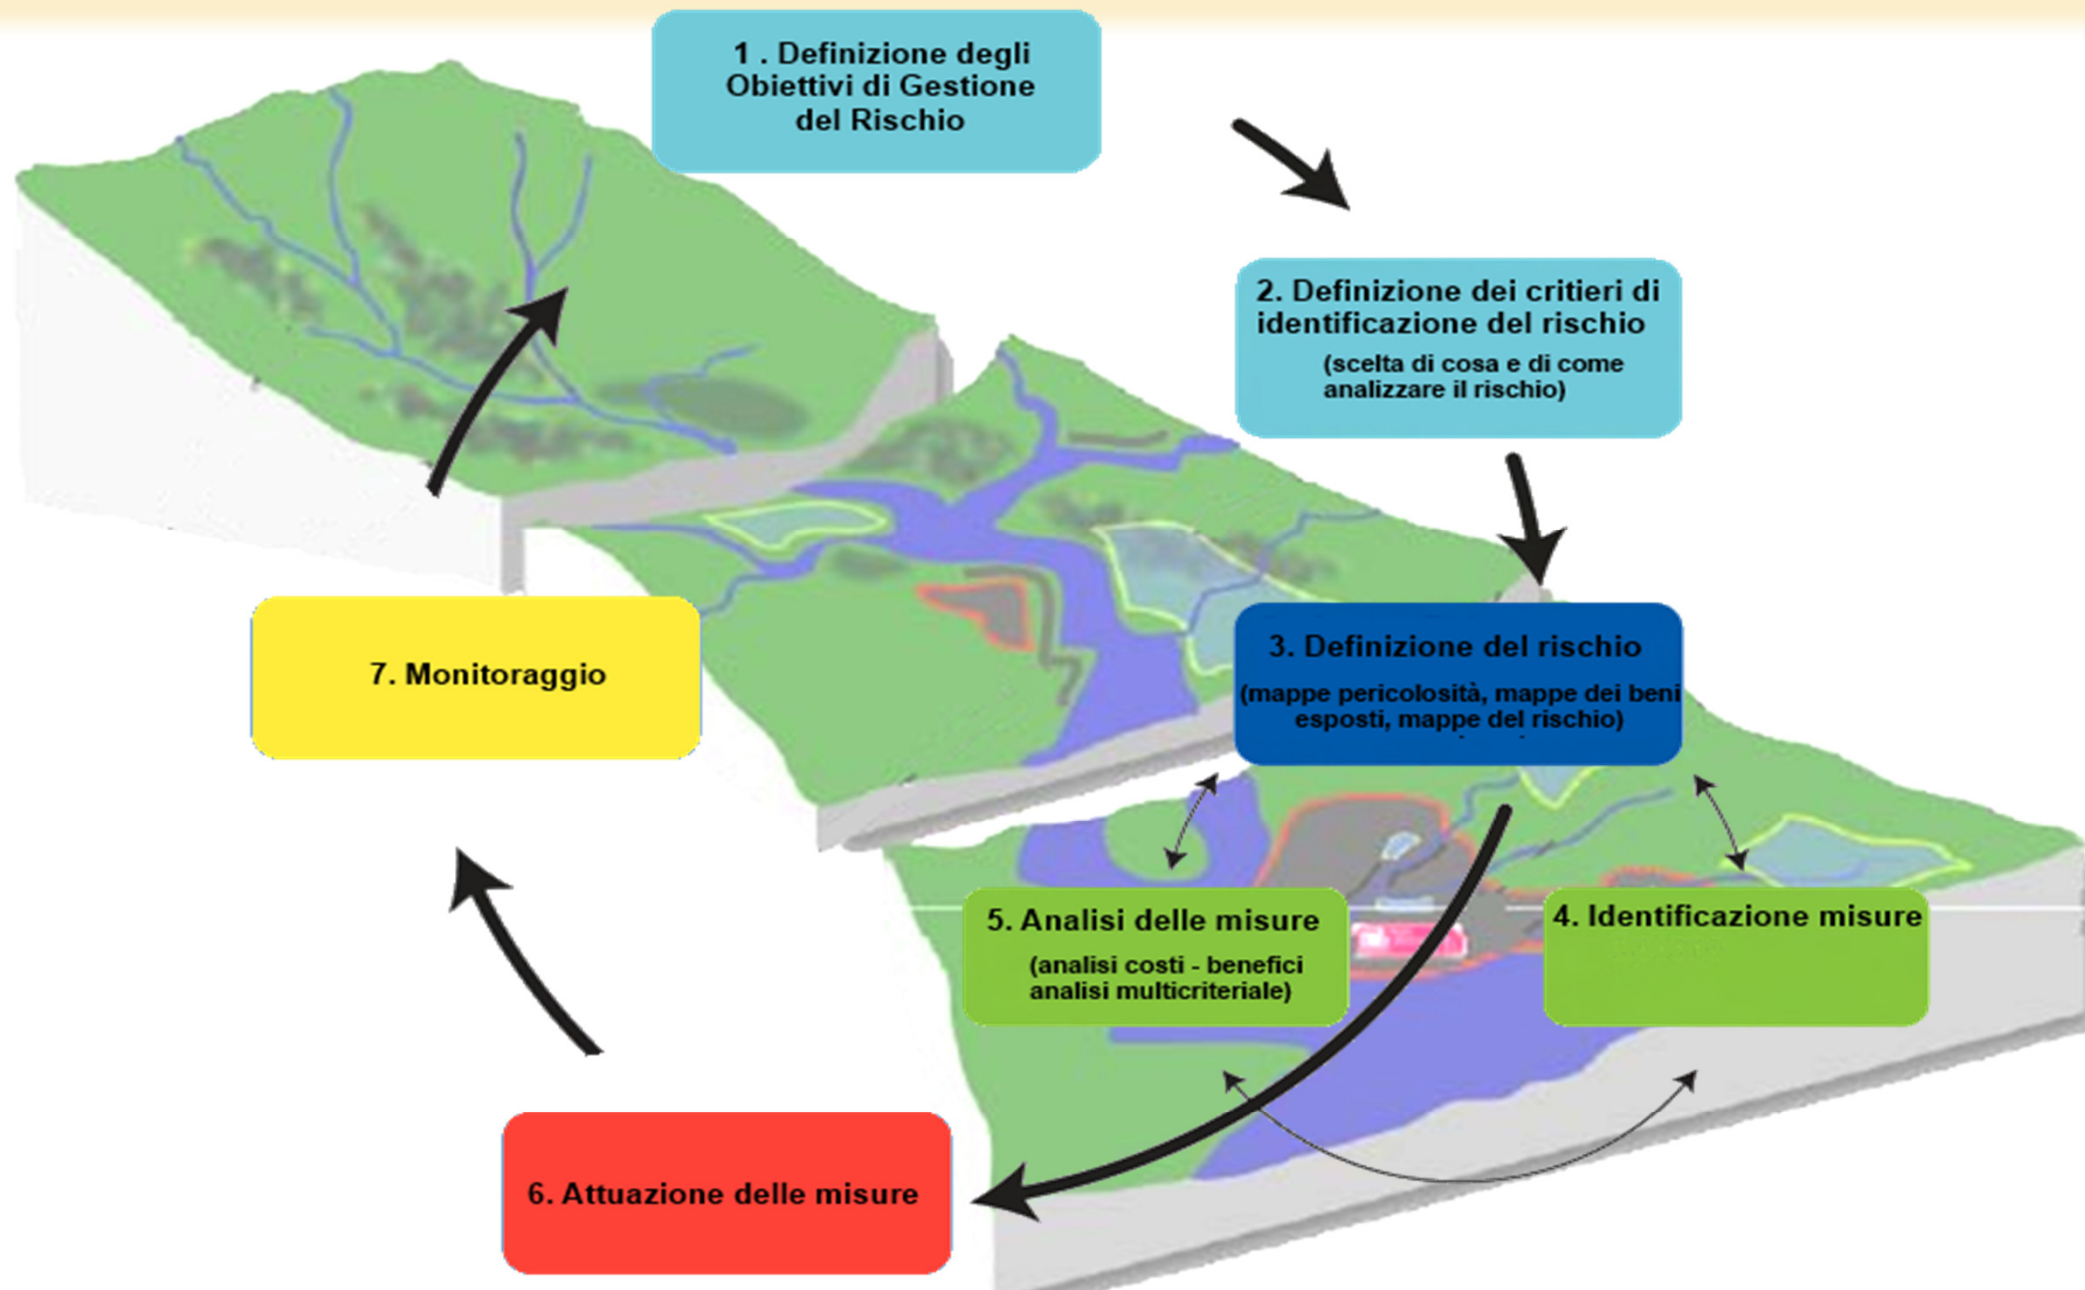 1 . Definizione degli
Obiettivi di Gestione
del Rischio
2. Definizione dei critieri di
identificazione del rischio
(scelta di cosa e di come
analizzare il rischio)
3. Definizione del rischio
(mappe pericolosità, mappe dei beni
esposti, mappe del rischio)
4. Identificazione misure
5. Analisi delle misure
(analisi costi - benefici
analisi multicriteriale)
6. Attuazione delle misure
7. Monitoraggio